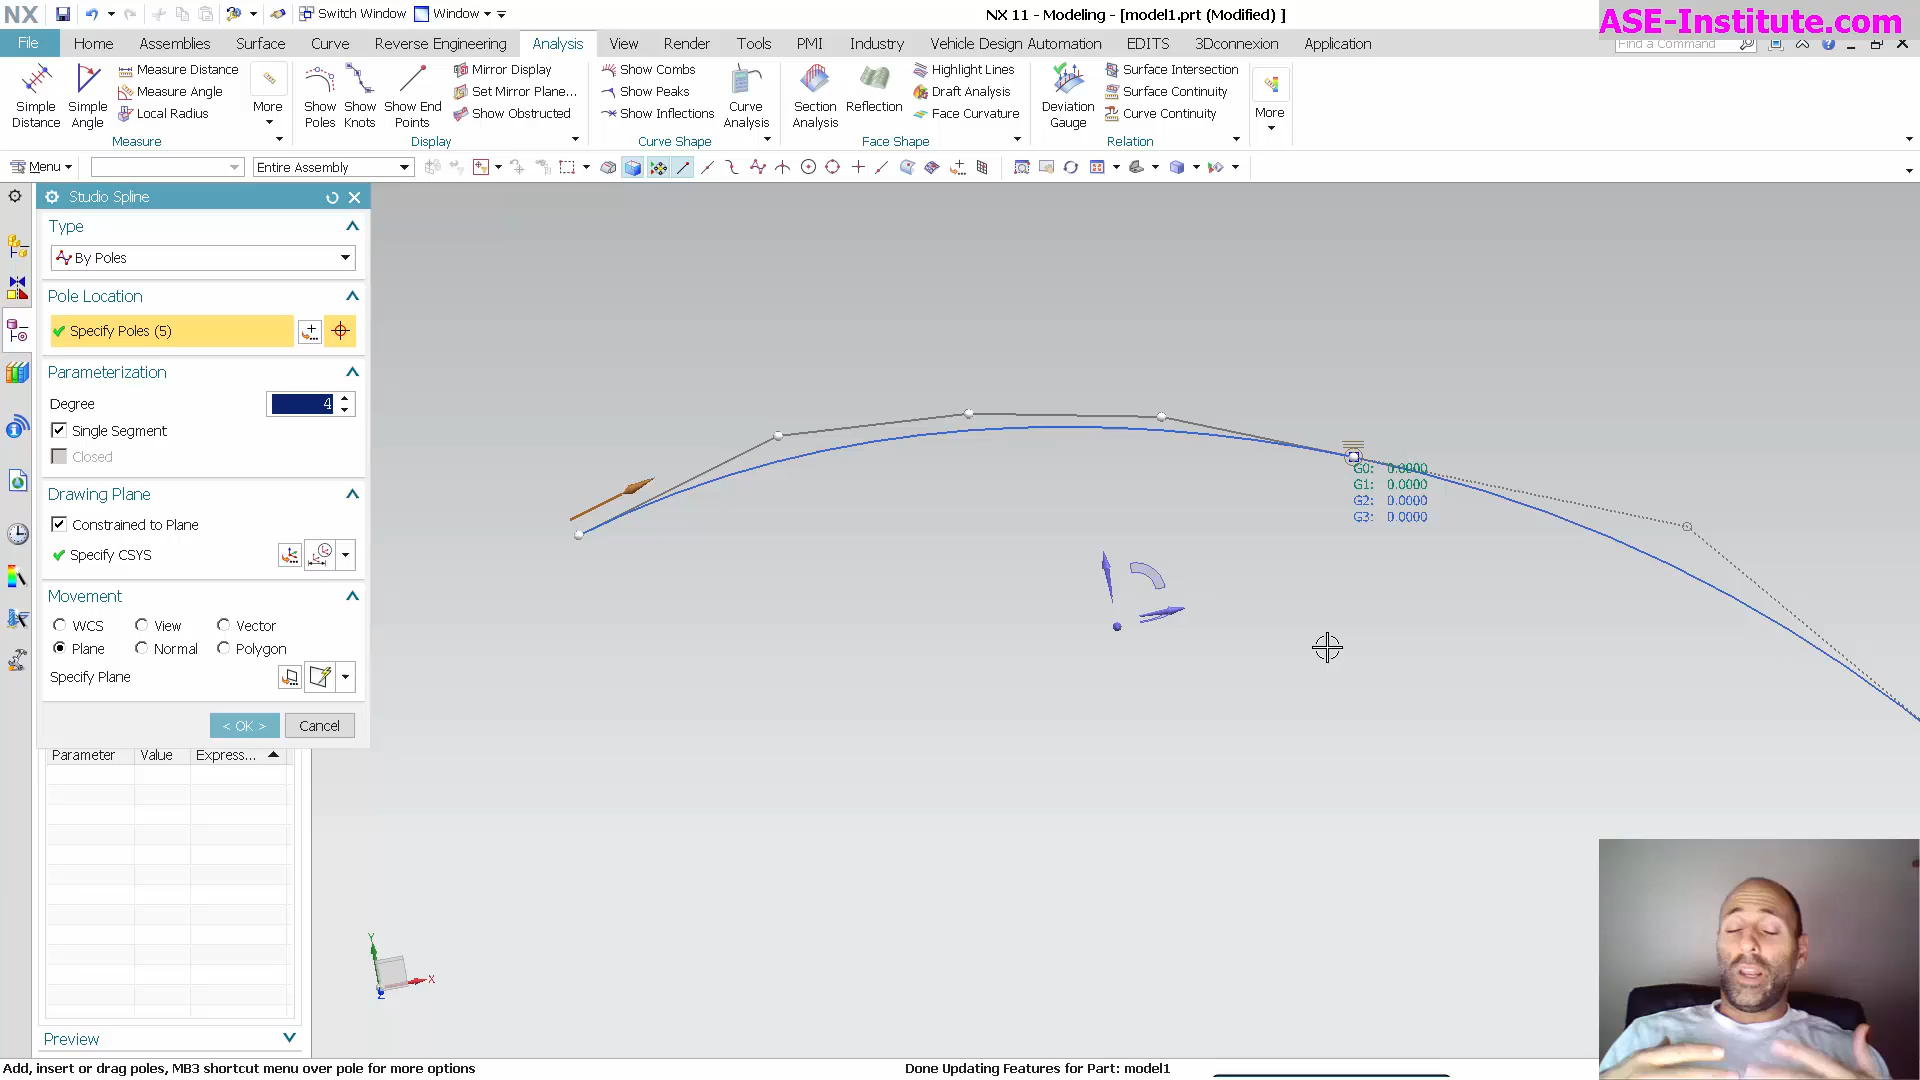 NX
Switch Window
Window
NX 11 - Modeling - [model1.prt (Modified) ]
ASE-Institute.com
File
Home
Assemblies
Surface
Curve
Reverse Engineering
Analysis
View
Render
Tools
PMI
Industry
Vehicle Design Automation
EDITS
3Dconnexion
Application
Find a Command
Simple Distance
Simple Angle
Measure Distance
Measure Angle
Local Radius
More
Measure
Show Poles
Show Knots
Show End Points
Mirror Display
Set Mirror Plane...
Show Obstructed
Display
Show Combs
Show Peaks
Show Inflections
Curve Analysis
Curve Shape
Section Analysis
Reflection
Highlight Lines
Draft Analysis
Face Curvature
Face Shape
Deviation Gauge
Surface Intersection
Surface Continuity
Curve Continuity
Relation
More
Menu
Entire Assembly
Studio Spline
Type
By Poles
Pole Location
Specify Poles (5)
Parameterization
Degree
4
Single Segment
Closed
Drawing Plane
Constrained to Plane
Specify CSYS
Movement
WCS
View
Vector
Plane
Normal
Polygon
Specify Plane
< OK >
Cancel
Parameter
Value
Express...
Preview
G0: 0.0000
G1: 0.0000
G2: 0.0000
G3: 0.0000
Y
X
Z
Add, insert or drag poles, MB3 shortcut menu over pole for more options
Done Updating Features for Part: model1